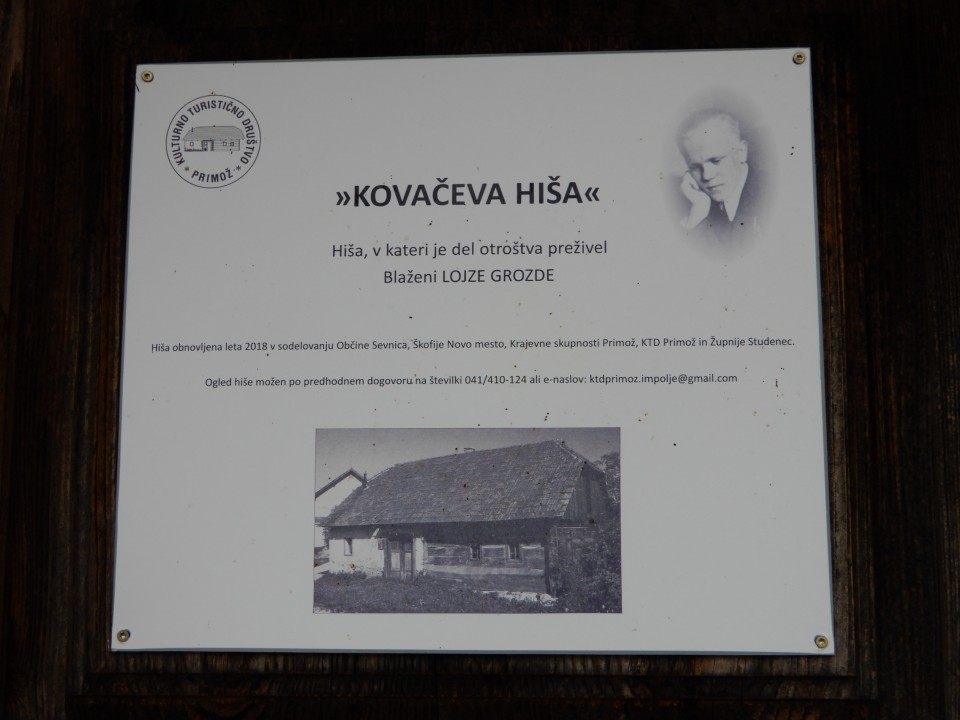 KULTURNO TURISTIČNO DRUŠTVO
* PRIMOŽ *
»KOVAČEVA HIŠA«
Hiša, v kateri je del otroštva preživel
Blaženi LOJZE GROZDE
Hiša obnovljena leta 2018 v sodelovanju Občine Sevnica, Škofije Novo mesto, Krajevne skupnosti Primož, KTD Primož in Župnije Studenec.
Ogled hiše možen po predhodnem dogovoru na številki 041/410-124 ali e-naslov: ktdprimoz.impolje@gmail.com